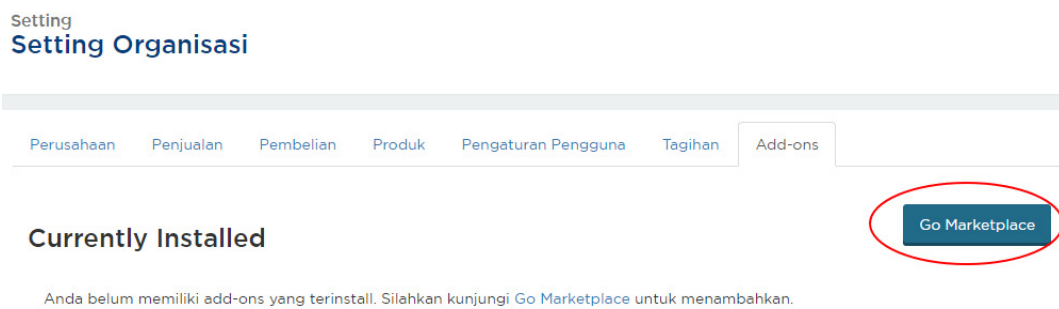 Setting
Setting Organisasi
Perusahaan Penjualan Pembelian Produk Pengaturan Pengguna Tagihan Add-ons
Go Marketplace
Currently Installed
Anda belum memiliki add-ons yang terinstall. Silahkan kunjungi Go Marketplace untuk menambahkan.